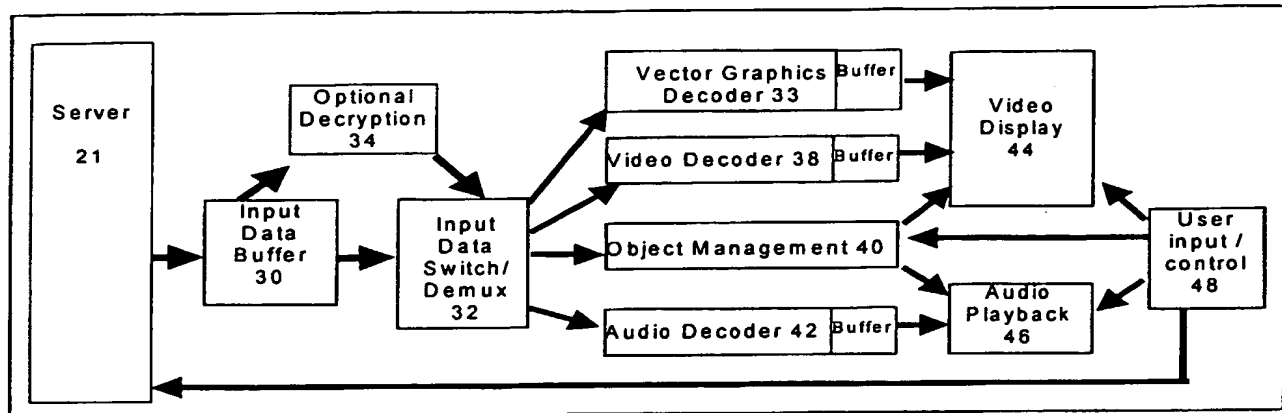 Server
21
Input
Data
Buffer
30
Optional
Decryption
34
Input
Data
Switch/
Demux
32
Vector Graphics
Decoder 33
Buffer
Video Decoder 38
Buffer
Object Management 40
Audio Decoder 42
Buffer
Video
Display
44
Audio
Playback
46
User
input /
control
48